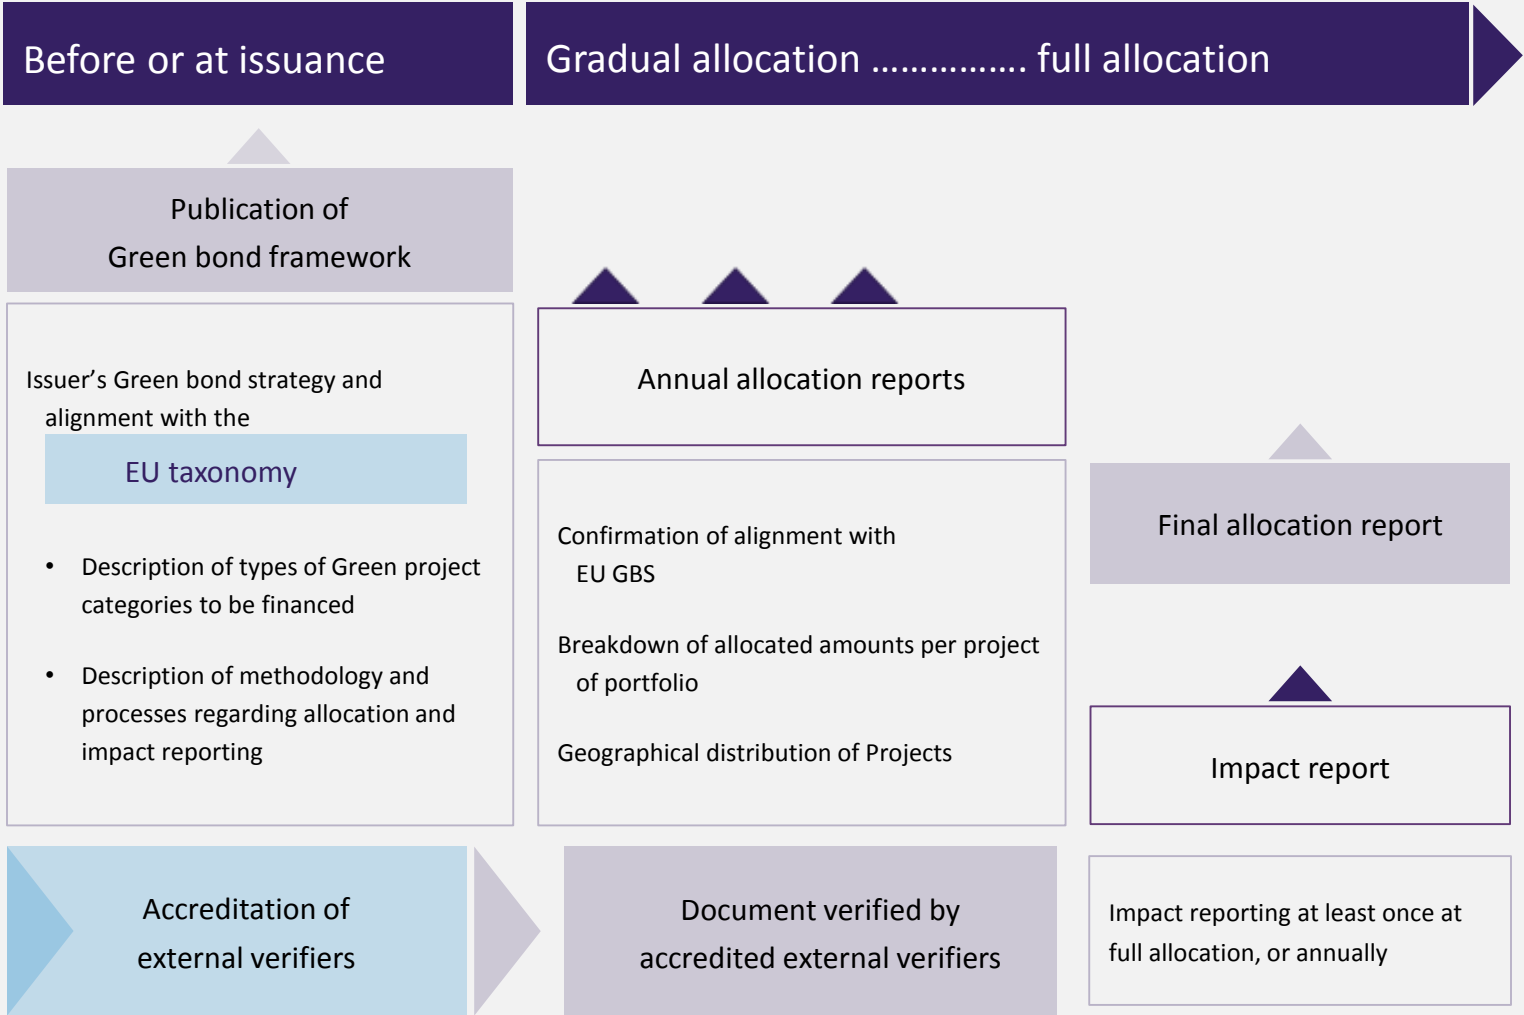 Before or at issuance
Gradual allocation ……………. full allocation
Publication of
Green bond framework
Issuer’s Green bond strategy and
alignment with the
EU taxonomy
• Description of types of Green project
categories to be financed
• Description of methodology and
processes regarding allocation and
impact reporting
Accreditation of
external verifiers
Annual allocation reports
Confirmation of alignment with
EU GBS
Breakdown of allocated amounts per project
of portfolio
Geographical distribution of Projects
Document verified by
accredited external verifiers
Final allocation report
Impact report
Impact reporting at least once at
full allocation, or annually